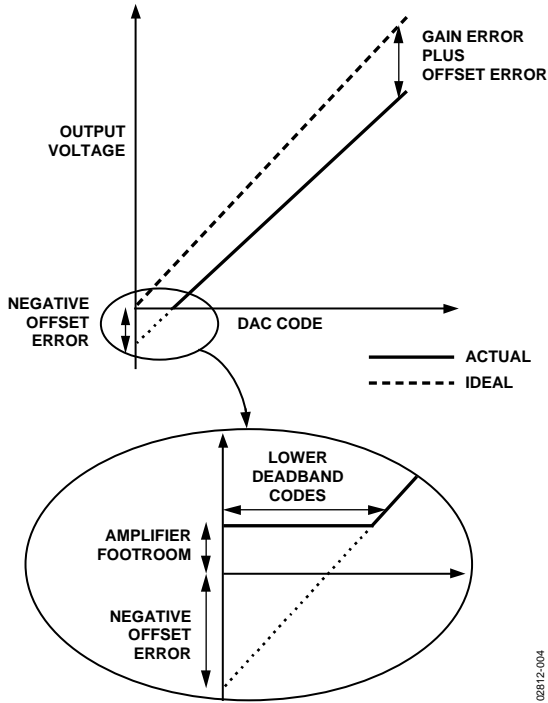 GAIN ERROR
PLUS
OFFSET ERROR
OUTPUT
VOLTAGE
NEGATIVE
OFFSET
ERROR
DAC CODE
ACTUAL
IDEAL
LOWER
DEADBAND
CODES
AMPLIFIER
FOOTROOM
NEGATIVE
OFFSET
ERROR
02812-004